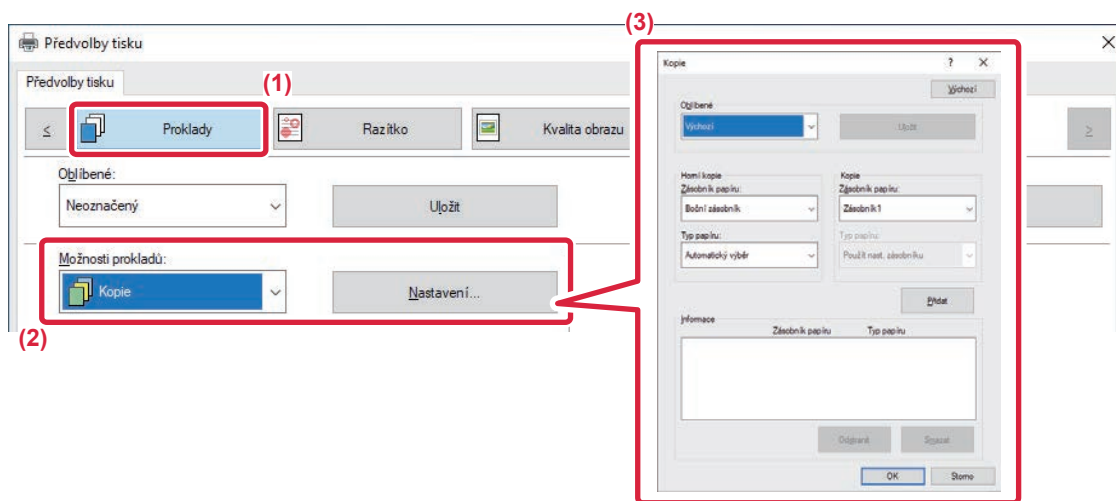 (3)
Předvolby tisku
Předvolby tisku
(1)
< Proklady Razítko Kvalita obrazu >
Oblíbené:
Neoznačený Uložit
Možnosti prokladů:
Kopie Nastavení...
(2)
Kopie ? X
Výchozí
Oblíbené
Výchozí Uložit
Horní kopie
Zásobník papíru:
Boční zásobník
Typ papíru:
Automatický výběr
Kopie
Zásobník papíru:
Zásobník1
Typ papíru:
Použít nast. zásobníku
Přidat
Informace
Zásobník papíru Typ papíru
Odstranit Smazat
OK Storno